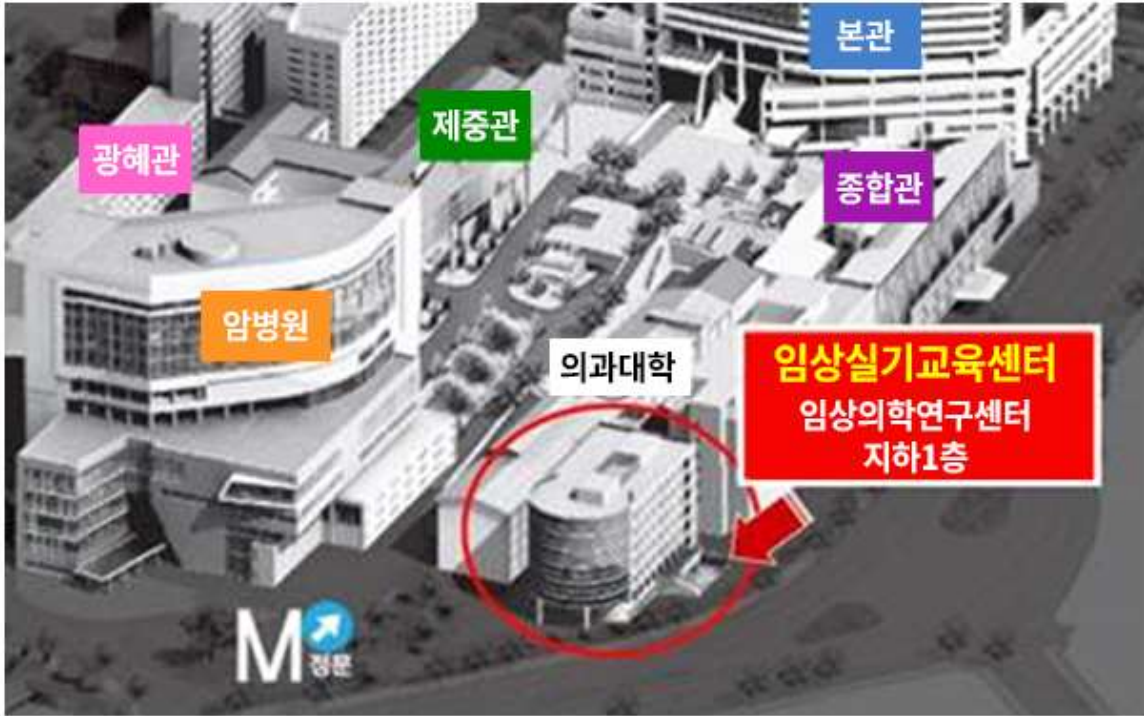 본관
제중관
광혜관
종합관
암병원
의과대학
임상실기교육센터
임상의학연구센터
지하1층
M
정문